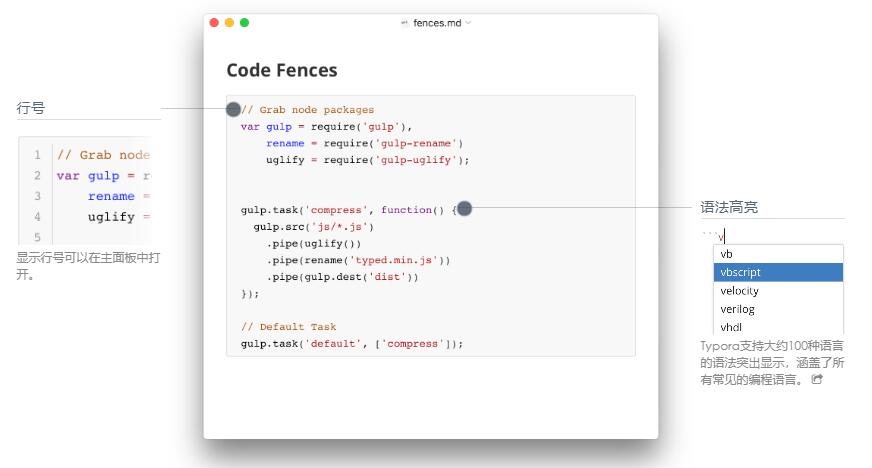 fences.md
Code Fences
// Grab node packages
var gulp = require('gulp'),
rename = require('gulp-rename')
uglify = require('gulp-uglify');
gulp.task('compress', function() {
gulp.src('js/*.js')
.pipe(uglify())
.pipe(rename('typed.min.js'))
.pipe(gulp.dest('dist'))
});
// Default Task
gulp.task('default', ['compress']);
行号
1 // Grab node
2 var gulp = r
3 rename =
4 uglify =
5
显示行号可以在主面板中打
开。
语法高亮
```v
vb
vbscript
velocity
verilog
vhdl
Typora支持大约100种语言
的语法突出显示，涵盖了所
有常见的编程语言。